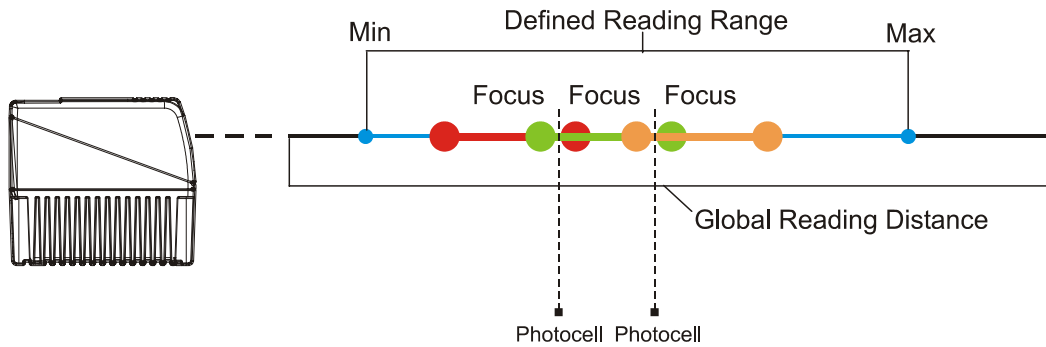 Defined Reading Range
Min
Max
Focus Focus Focus
Global Reading Distance
Photocell Photocell